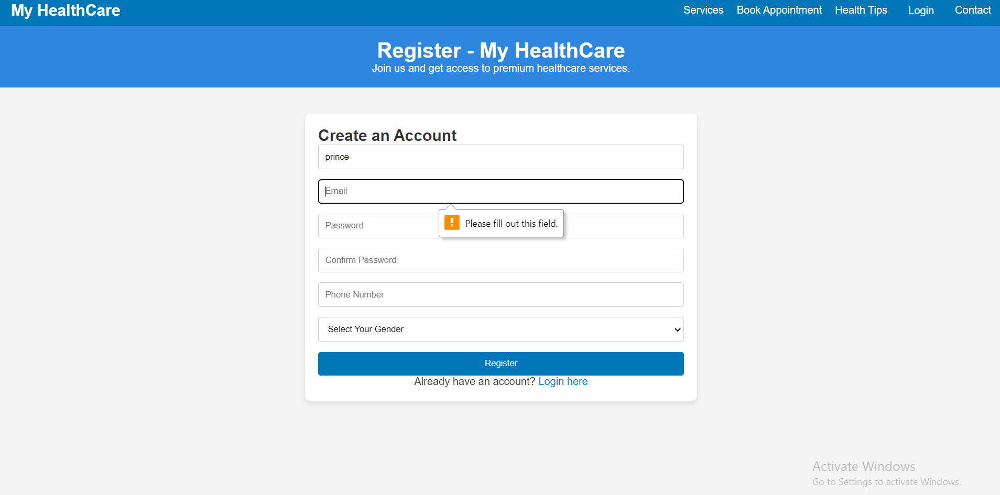 My HealthCare
Services Book Appointment Health Tips Login Contact
Register - My HealthCare
Join us and get access to premium healthcare services.
Create an Account
prince
Email
Please fill out this field.
Password
Confirm Password
Phone Number
Select Your Gender
Register
Already have an account? Login here
Activate Windows
Go to Settings to activate Windows.